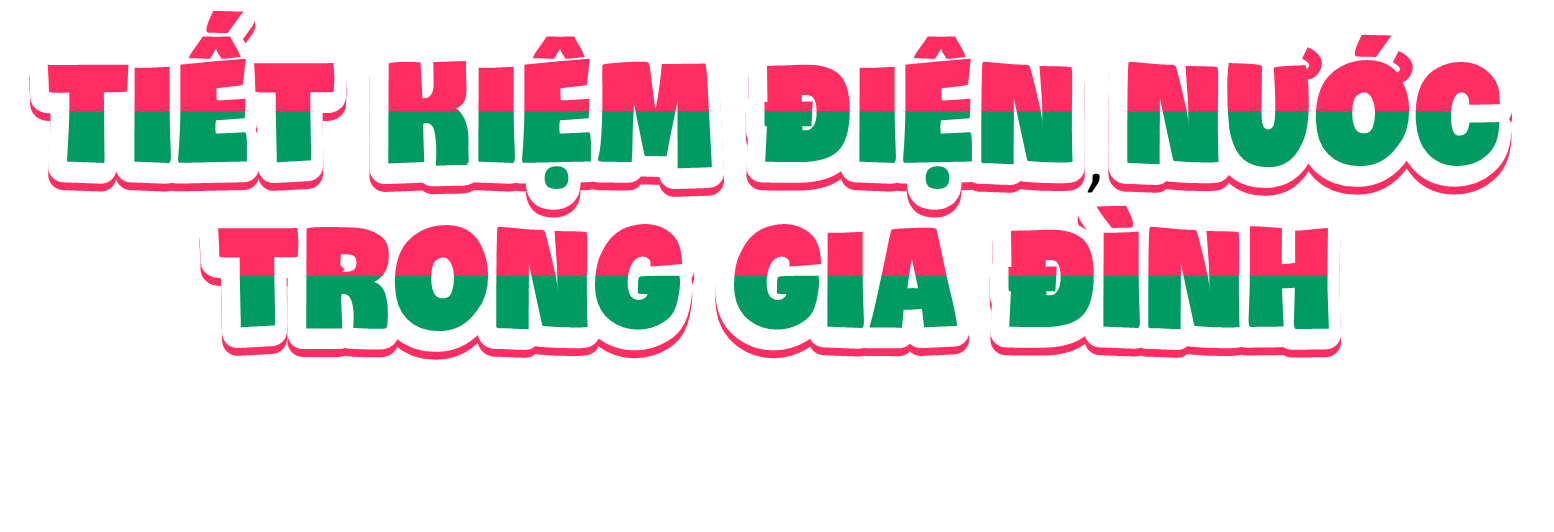 TIẾT KIỆM ĐIỆN, NƯỚC
TRONG GIA ĐÌNH